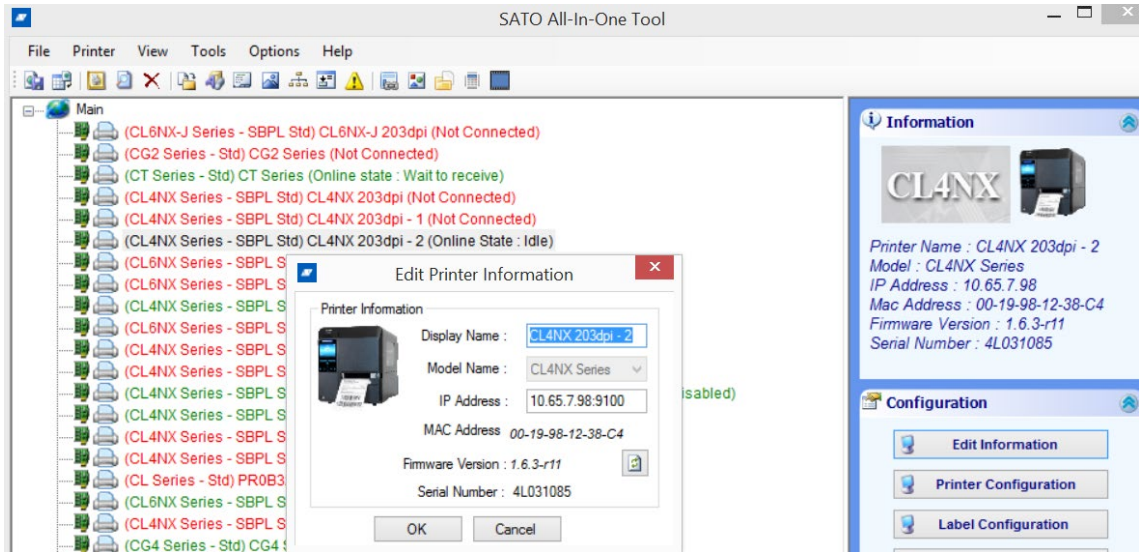 SATO All-In-One Tool
File Printer View Tools Options Help
Main
(CL6NX-J Series - SBPL Std) CL6NX-J 203dpi (Not Connected)
(CG2 Series - Std) CG2 Series (Not Connected)
(CT Series - Std) CT Series (Online state : Wait to receive)
(CL4NX Series - SBPL Std) CL4NX 203dpi (Not Connected)
(CL4NX Series - SBPL Std) CL4NX 203dpi - 1 (Not Connected)
(CL4NX Series - SBPL Std) CL4NX 203dpi - 2 (Online State : Idle)
(CL6NX Series - SBPL S
(CL6NX Series - SBPL S
(CL4NX Series - SBPL S
(CL6NX Series - SBPL S
(CL4NX Series - SBPL S
(CL4NX Series - SBPL S
(CL4NX Series - SBPL S
isabled)
(CL4NX Series - SBPL S
(CL4NX Series - SBPL S
(CL4NX Series - SBPL S
(CL Series - Std) PR0B3
(CL6NX Series - SBPL S
(CL4NX Series - SBPL S
(CG4 Series - Std) CG4 S
Edit Printer Information
Printer Information
Display Name : CL4NX 203dpi - 2
Model Name : CL4NX Series
IP Address : 10.65.7.98:9100
MAC Address 00-19-98-12-38-C4
Firmware Version : 1.6.3-r11
Serial Number : 4L031085
OK Cancel
Information
CL4NX
Printer Name : CL4NX 203dpi - 2
Model : CL4NX Series
IP Address : 10.65.7.98
Mac Address : 00-19-98-12-38-C4
Firmware Version : 1.6.3-r11
Serial Number : 4L031085
Configuration
Edit Information
Printer Configuration
Label Configuration